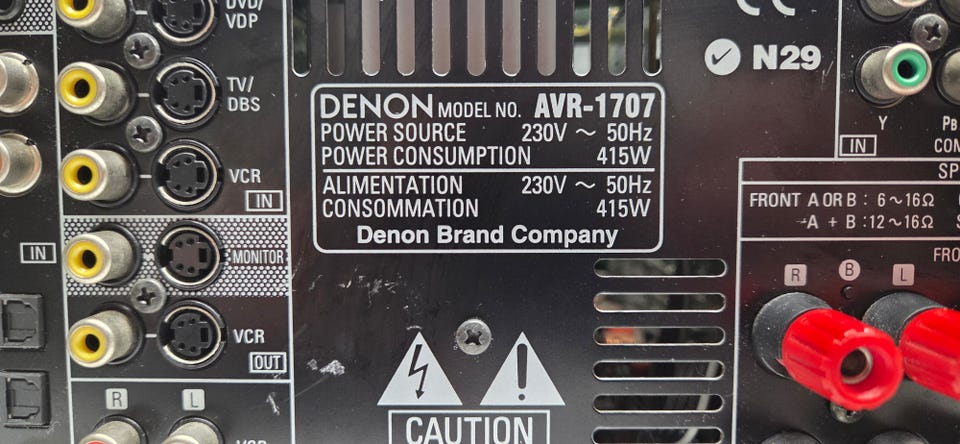 DVD/
VDP
TV/
DBS
VCR
IN
IN
MONITOR
VCR
OUT
R L
DENON MODEL NO. AVR-1707
POWER SOURCE 230V ~ 50Hz
POWER CONSUMPTION 415W
ALIMENTATION 230V ~ 50Hz
CONSOMMATION 415W
Denon Brand Company
CAUTION
CE
N29
Y PB
IN
FRONT A OR B : 6~16Ω
A + B : 12~16Ω
R B L